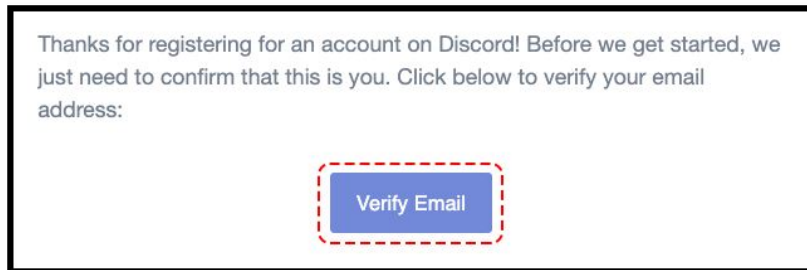 Thanks for registering for an account on Discord! Before we get started, we
just need to confirm that this is you. Click below to verify your email
address:
Verify Email